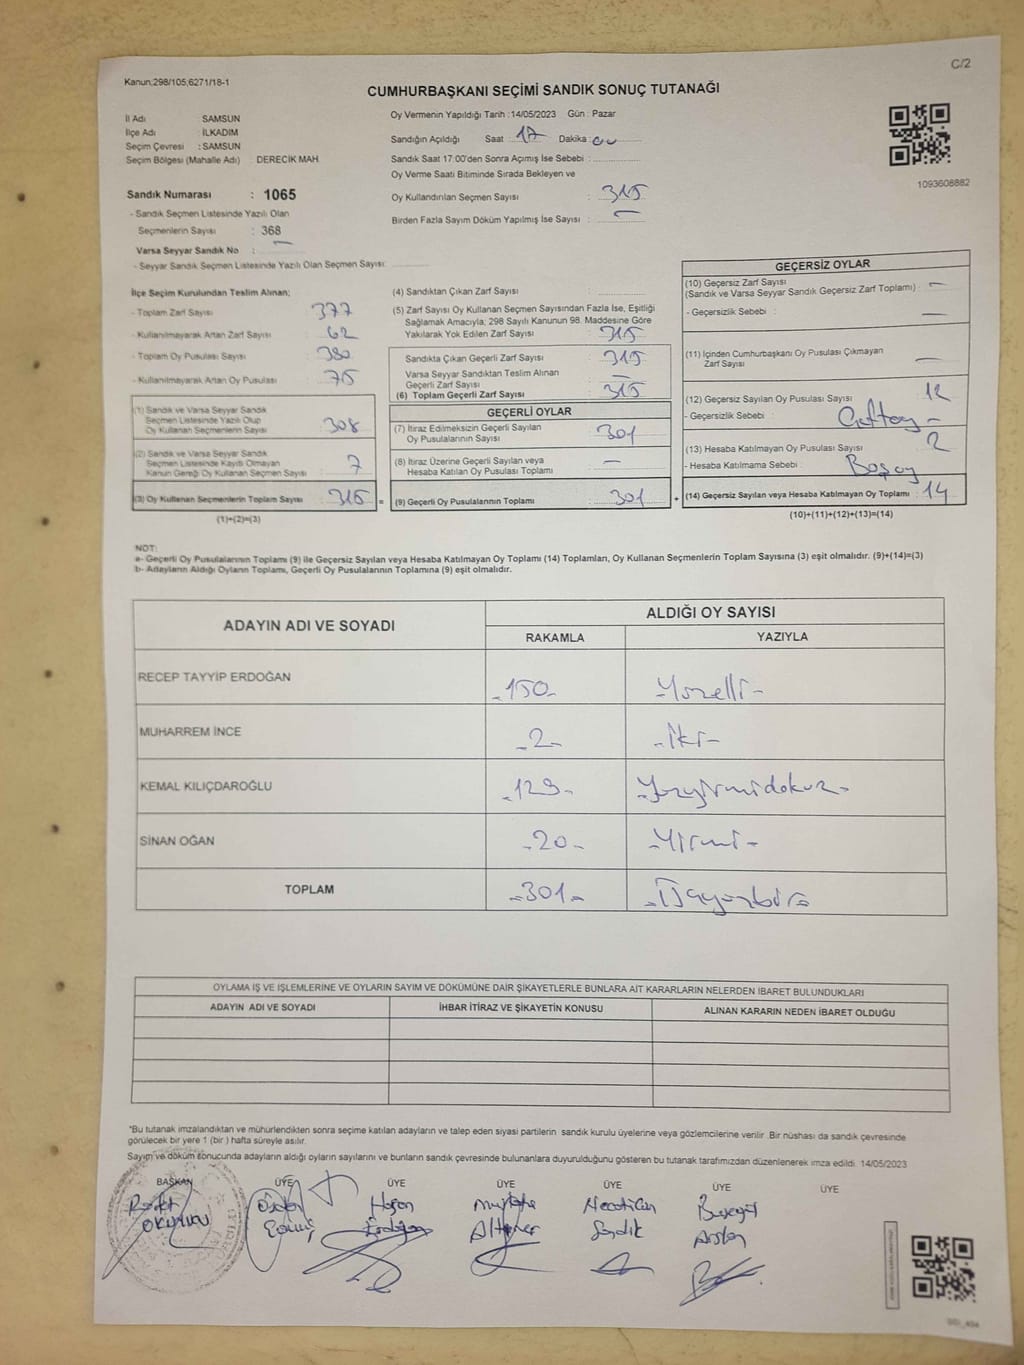 C/2
Kanun;298/105;6271/18-1
CUMHURBAŞKANI SEÇİMİ SANDIK SONUÇ TUTANAĞI
İl Adı SAMSUN
İlçe Adı İLKADIM
Seçim Çevresi : SAMSUN
Seçim Bölgesi (Mahalle Adı) DERECİK MAH
Sandık Numarası : 1065
- Sandık Seçmen Listesinde Yazılı Olan
Seçmenlerin Sayısı : 368
Varsa Seyyar Sandık No : —
- Seyyar Sandık Seçmen Listesinde Yazılı Olan Seçmen Sayısı:
Oy Vermenin Yapıldığı Tarih :14/05/2023 Gün : Pazar
Sandığın Açıldığı Saat 17 Dakika 00
Sandık Saat 17.00'den Sonra Açımış İse Sebebi :
Oy Verme Saati Bitiminde Sırada Bekleyen ve
Oy Kullandırılan Seçmen Sayısı : 315
Birden Fazla Sayım Döküm Yapılmış İse Sayısı : —
1093608882
İlçe Seçim Kurulundan Teslim Alınan;
- Toplam Zarf Sayısı : 377
- Kullanılmayarak Artan Zarf Sayısı : 62
- Toplam Oy Pusulası Sayısı : 380
- Kullanılmayarak Artan Oy Pusulası : 75
(1) Sandık ve Varsa Seyyar Sandık
Seçmen Listesinde Yazılı Olup
Oy Kullanan Seçmenlerin Sayısı : 308
(2) Sandık ve Varsa Seyyar Sandık
Seçmen Listesinde Kaydı Olmayan
Kanun Gereği Oy Kullanan Seçmen Sayısı : 7
(3) Oy Kullanan Seçmenlerin Toplam Sayısı : 315 =
(1)+(2)=(3)
(4) Sandıktan Çıkan Zarf Sayısı :
(5) Zarf Sayısı Oy Kullanan Seçmen Sayısından Fazla İse, Eşitliği
Sağlamak Amacıyla; 298 Sayılı Kanunun 98. Maddesine Göre
Yakılarak Yok Edilen Zarf Sayısı : 315
Sandıkta Çıkan Geçerli Zarf Sayısı : 315
Varsa Seyyar Sandıktan Teslim Alınan
Geçerli Zarf Sayısı : —
(6) Toplam Geçerli Zarf Sayısı : 315
GEÇERLİ OYLAR
(7) İtiraz Edilmeksizin Geçerli Sayılan
Oy Pusulalarının Sayısı : 301
(8) İtiraz Üzerine Geçerli Sayılan veya
Hesaba Katılan Oy Pusulası Toplamı : —
(9) Geçerli Oy Pusulalarının Toplamı : 301 +
GEÇERSİZ OYLAR
(10) Geçersiz Zarf Sayısı
(Sandık ve Varsa Seyyar Sandık Geçersiz Zarf Toplamı) : —
- Geçersizlik Sebebi : —
(11) İçinden Cumhurbaşkanı Oy Pusulası Çıkmayan
Zarf Sayısı : —
(12) Geçersiz Sayılan Oy Pusulası Sayısı : 12
- Geçersizlik Sebebi : Çift oy -
(13) Hesaba Katılmayan Oy Pusulası Sayısı : 2
- Hesaba Katılmama Sebebi : Boş oy
(14) Geçersiz Sayılan veya Hesaba Katılmayan Oy Toplamı : 14
(10)+(11)+(12)+(13)=(14)
NOT:
a- Geçerli Oy Pusulalarının Toplamı (9) ile Geçersiz Sayılan veya Hesaba Katılmayan Oy Toplamı (14) Toplamları, Oy Kullanan Seçmenlerin Toplam Sayısına (3) eşit olmalıdır. (9)+(14)=(3)
b- Adayların Aldığı Oyların Toplamı, Geçerli Oy Pusulalarının Toplamına (9) eşit olmalıdır.
ADAYIN ADI VE SOYADI ALDIĞI OY SAYISI
RAKAMLA YAZIYLA
RECEP TAYYİP ERDOĞAN -150- -Yüzelli-
MUHARREM İNCE -2- -İki-
KEMAL KILIÇDAROĞLU -129- -Yüzyirmidokuz-
SİNAN OĞAN -20- -Yirmi-
TOPLAM -301- -Üçyüzbir-
OYLAMA İŞ VE İŞLEMLERİNE VE OYLARIN SAYIM VE DÖKÜMÜNE DAİR ŞİKAYETLERLE BUNLARA AİT KARARLARIN NELERDEN İBARET BULUNDUKLARI
ADAYIN ADI VE SOYADI İHBAR İTİRAZ VE ŞİKAYETİN KONUSU ALINAN KARARIN NEDEN İBARET OLDUĞU
*Bu tutanak imzalandıktan ve mühürlendikten sonra seçime katılan adayların ve talep eden siyasi partilerin sandık kurulu üyelerine veya gözlemcilerine verilir .Bir nüshası da sandık çevresinde
görülecek bir yere 1 (bir ) hafta süreyle asılır.
Sayım ve döküm sonucunda adayların aldığı oyların sayılarını ve bunların sandık çevresinde bulunanlara duyurulduğunu gösteren bu tutanak tarafımızdan düzenlenerek imza edildi. 14/05/2023
BAŞKAN ÜYE ÜYE ÜYE ÜYE ÜYE ÜYE
Hasan Necatican
OKUYUCU Erdoğan Sandık Arslan